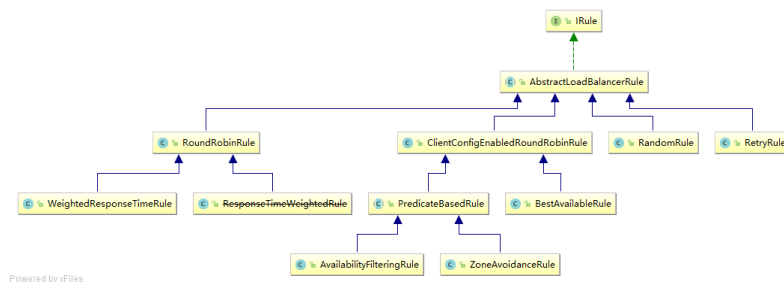 IRule
AbstractLoadBalancerRule
RoundRobinRule
ClientConfigEnabledRoundRobinRule
RandomRule
RetryRule
WeightedResponseTimeRule
ResponseTimeWeightedRule
PredicateBasedRule
BestAvailableRule
AvailabilityFilteringRule
ZoneAvoidanceRule
Powered by yFiles